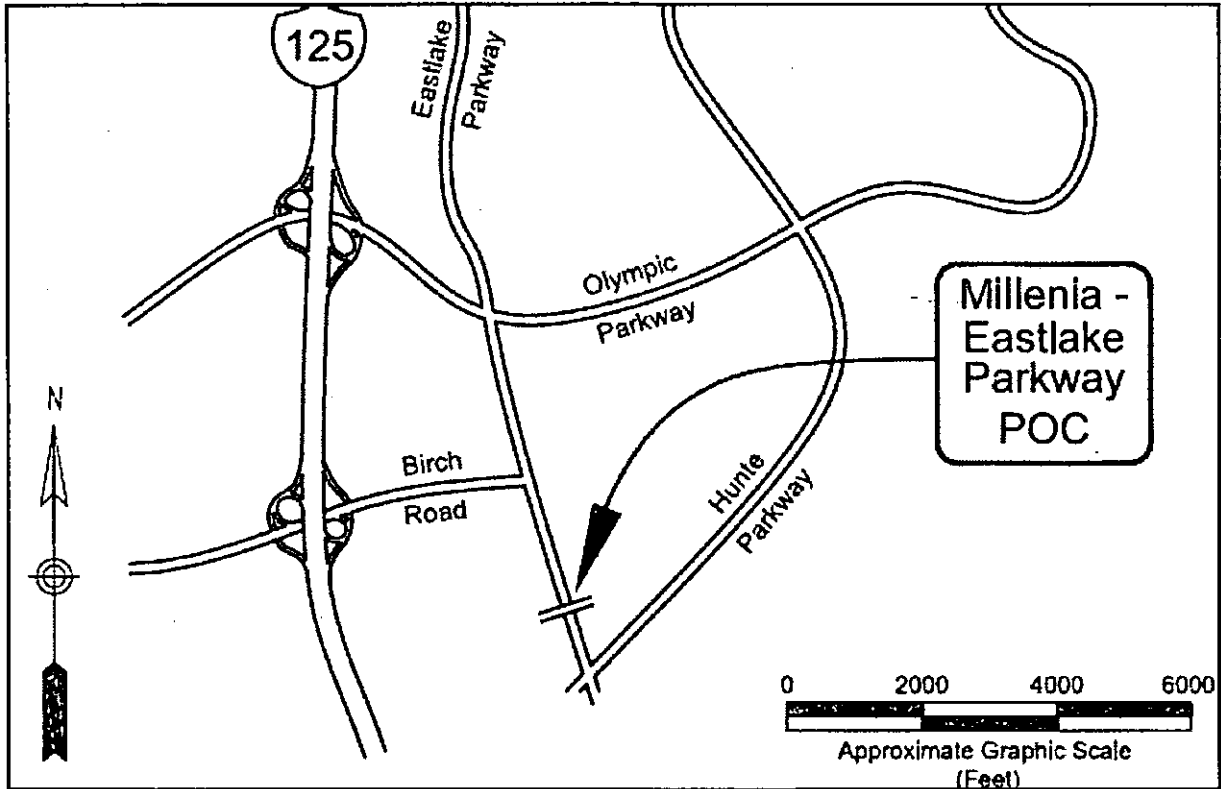 125
Eastlake
Parkway
Olympic
Parkway
Millenia -
Eastlake
Parkway
POC
N
Birch
Road
Hunte
Parkway
0 2000 4000 6000
Approximate Graphic Scale
(Feet)